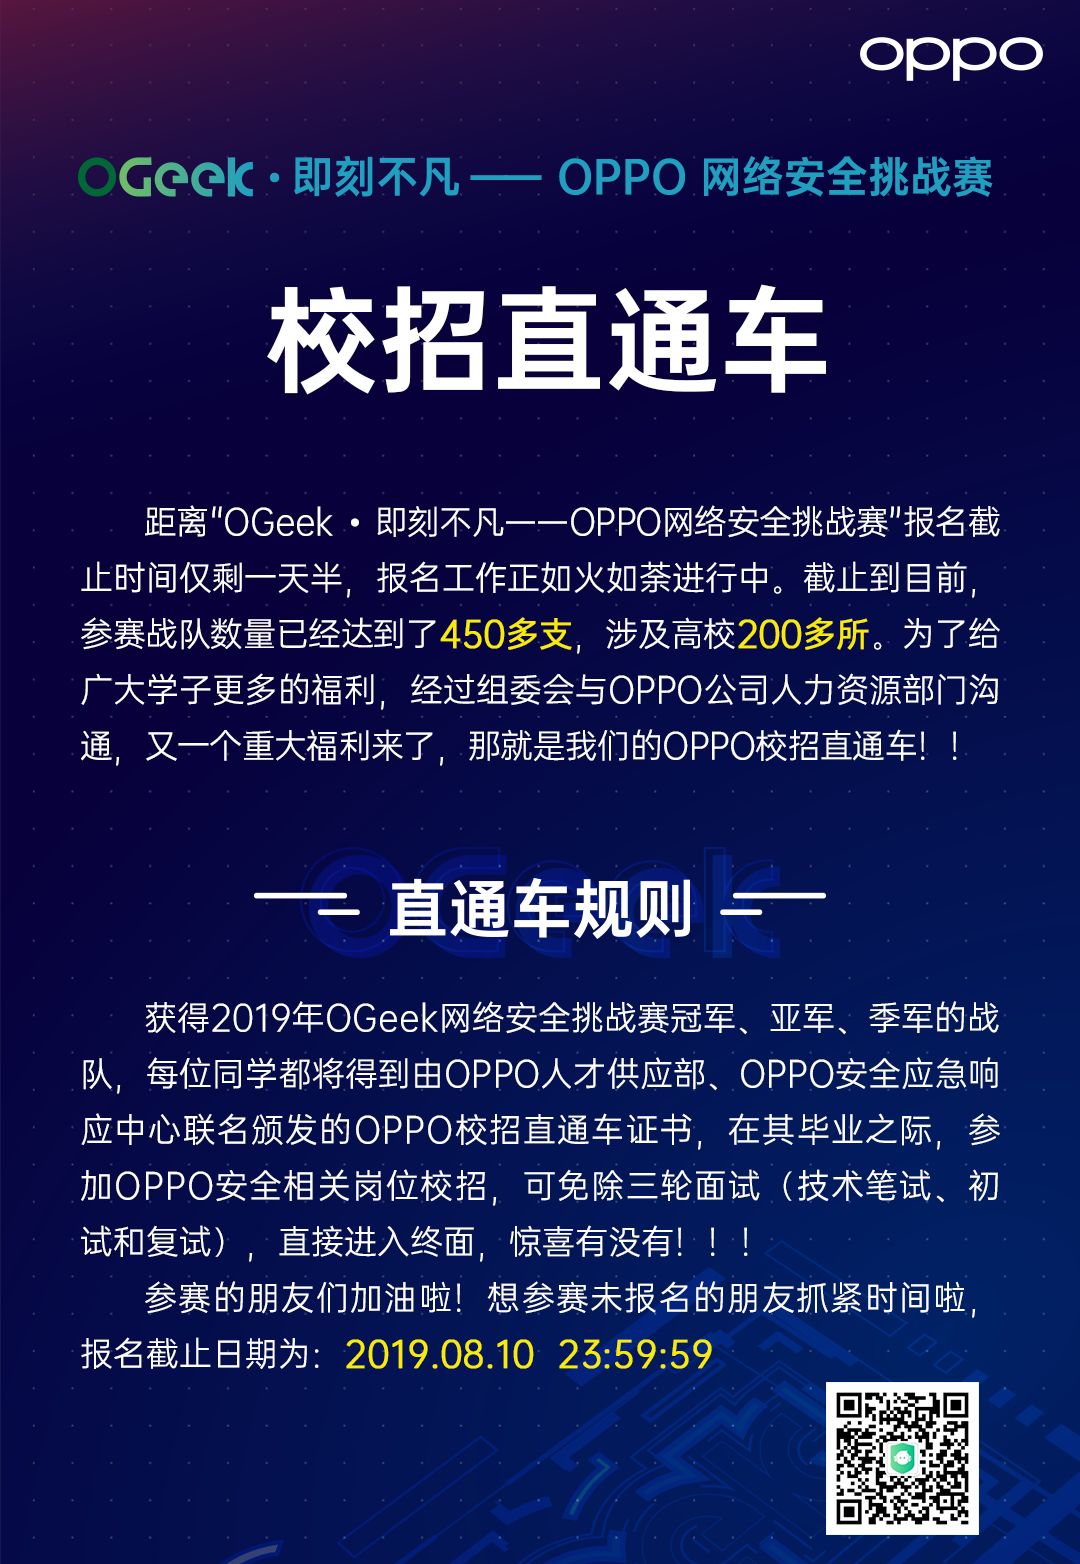 oppo
OGeek·即刻不凡—— OPPO 网络安全挑战赛
校招直通车
距离"OGeek · 即刻不凡——OPPO网络安全挑战赛"报名截
止时间仅剩一天半，报名工作正如火如荼进行中。截止到目前，
参赛战队数量已经达到了450多支，涉及高校200多所。为了给
广大学子更多的福利，经过组委会与OPPO公司人力资源部门沟
通，又一个重大福利来了，那就是我们的OPPO校招直通车！！
OGeek
直通车规则
获得2019年OGeek网络安全挑战赛冠军、亚军、季军的战
队，每位同学都将得到由OPPO人才供应部、OPPO安全应急响
应中心联名颁发的OPPO校招直通车证书，在其毕业之际，参
加OPPO安全相关岗位校招，可免除三轮面试（技术笔试、初
试和复试），直接进入终面，惊喜有没有！！！
参赛的朋友们加油啦！想参赛未报名的朋友抓紧时间啦，
报名截止日期为：2019.08.10 23:59:59